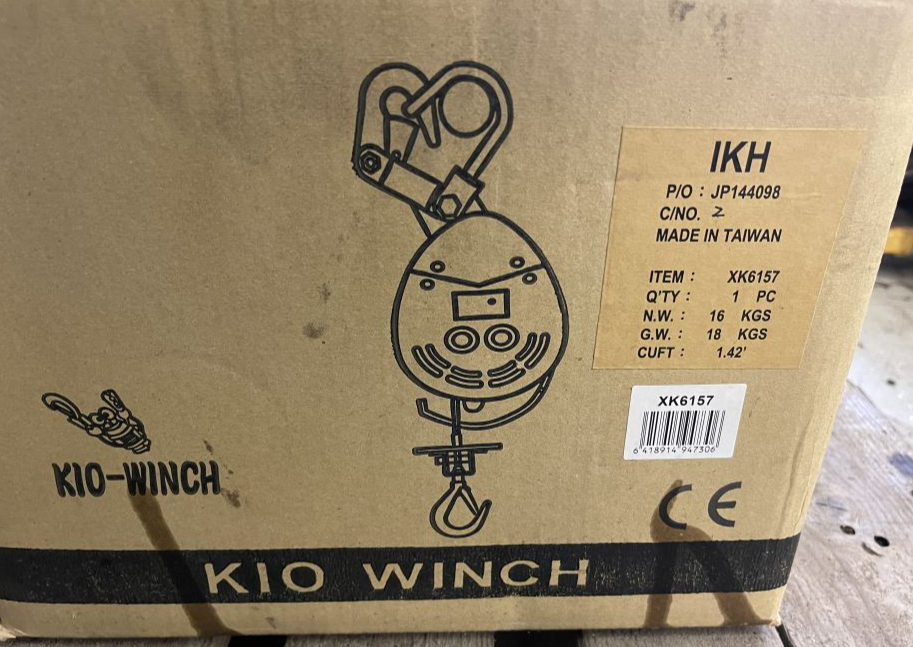 IKH
P/O : JP144098
C/NO. 2
MADE IN TAIWAN
ITEM : XK6157
Q'TY : 1 PC
N.W. : 16 KGS
G.W. : 18 KGS
CUFT : 1.42'
XK6157
6 418914 947306
KIO-WINCH
CE
KIO WINCH